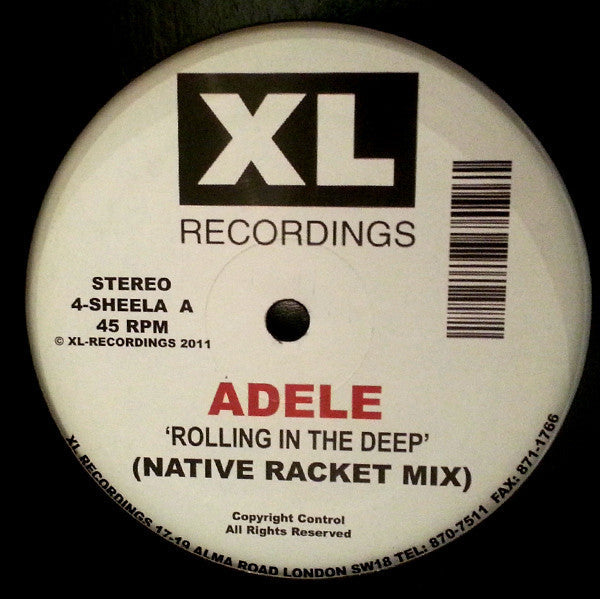 XL
RECORDINGS
STEREO
4-SHEELA A
45 RPM
© XL-RECORDINGS 2011
ADELE
‘ROLLING IN THE DEEP’
(NATIVE RACKET MIX)
Copyright Control
All Rights Reserved
XL RECORDINGS 17-19 ALMA ROAD LONDON SW18 TEL: 870-7511 FAX: 871-1766